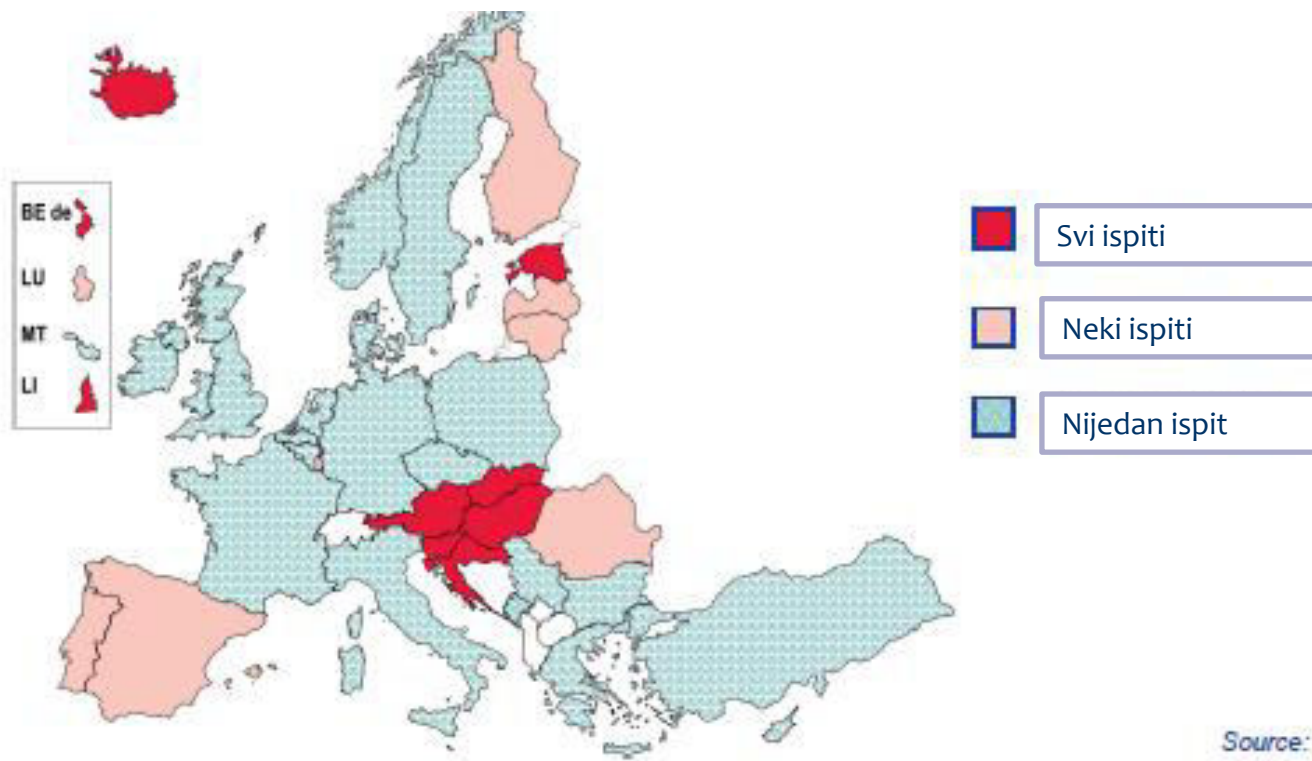 BE de
LU
MT
LI
Svi ispiti
Neki ispiti
Nijedan ispit
Source: